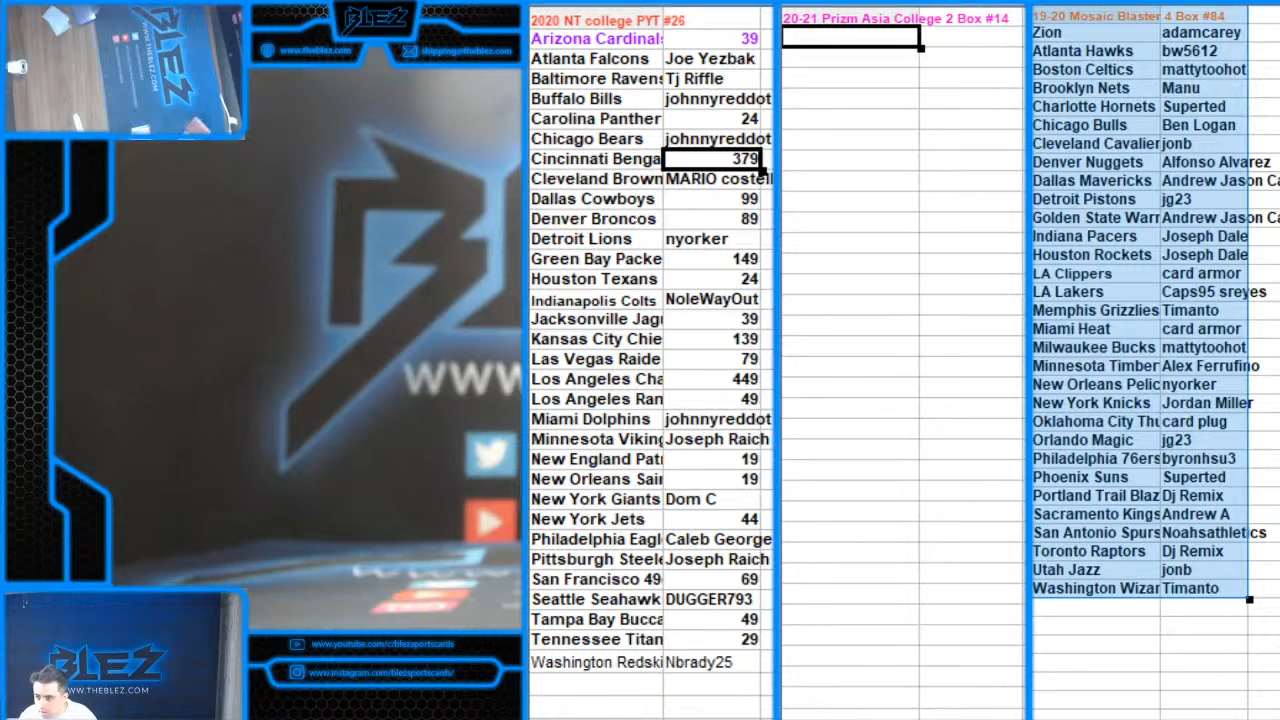 BLEZ
WWW.THEBLEZ.COM
BLEZ
www.theblez.com
shipping@theblez.com
www
www.youtube.com/c/blezsportscards
www.instagram.com/blezsportscards/
BLEZ
WWW.THEBLEZ.COM
2020 NT college PYT #26
Arizona Cardinals 39
Atlanta Falcons Joe Yezbak
Baltimore Ravens Tj Riffle
Buffalo Bills johnnyreddot
Carolina Panther 24
Chicago Bears johnnyreddot
Cincinnati Benga 379
Cleveland Brown MARIO costell
Dallas Cowboys 99
Denver Broncos 89
Detroit Lions nyorker
Green Bay Packe 149
Houston Texans 24
Indianapolis Colts NoleWayOut
Jacksonville Jagu 39
Kansas City Chie 139
Las Vegas Raide 79
Los Angeles Cha 449
Los Angeles Ran 49
Miami Dolphins johnnyreddot
Minnesota Viking Joseph Raich
New England Patr 19
New Orleans Sai 19
New York Giants Dom C
New York Jets 44
Philadelphia Eagl Caleb George
Pittsburgh Steele Joseph Raich
San Francisco 49 69
Seattle Seahawk DUGGER793
Tampa Bay Bucca 49
Tennessee Titan 29
Washington Redski Nbrady25
20-21 Prizm Asia College 2 Box #14
19-20 Mosaic Blaster 4 Box #84
Zion adamcarey
Atlanta Hawks bw5612
Boston Celtics mattytoohot
Brooklyn Nets Manu
Charlotte Hornets Superted
Chicago Bulls Ben Logan
Cleveland Cavalier jonb
Denver Nuggets Alfonso Alvarez
Dallas Mavericks Andrew Jason Ca
Detroit Pistons jg23
Golden State Warr Andrew Jason Ca
Indiana Pacers Joseph Dale
Houston Rockets Joseph Dale
LA Clippers card armor
LA Lakers Caps95 sreyes
Memphis Grizzlies Timanto
Miami Heat card armor
Milwaukee Bucks mattytoohot
Minnesota Timber Alex Ferrufino
New Orleans Pelic nyorker
New York Knicks Jordan Miller
Oklahoma City Thu card plug
Orlando Magic jg23
Philadelphia 76ers byronhsu3
Phoenix Suns Superted
Portland Trail Blaz Dj Remix
Sacramento Kings Andrew A
San Antonio Spurs Noahsathletics
Toronto Raptors Dj Remix
Utah Jazz jonb
Washington Wizar Timanto